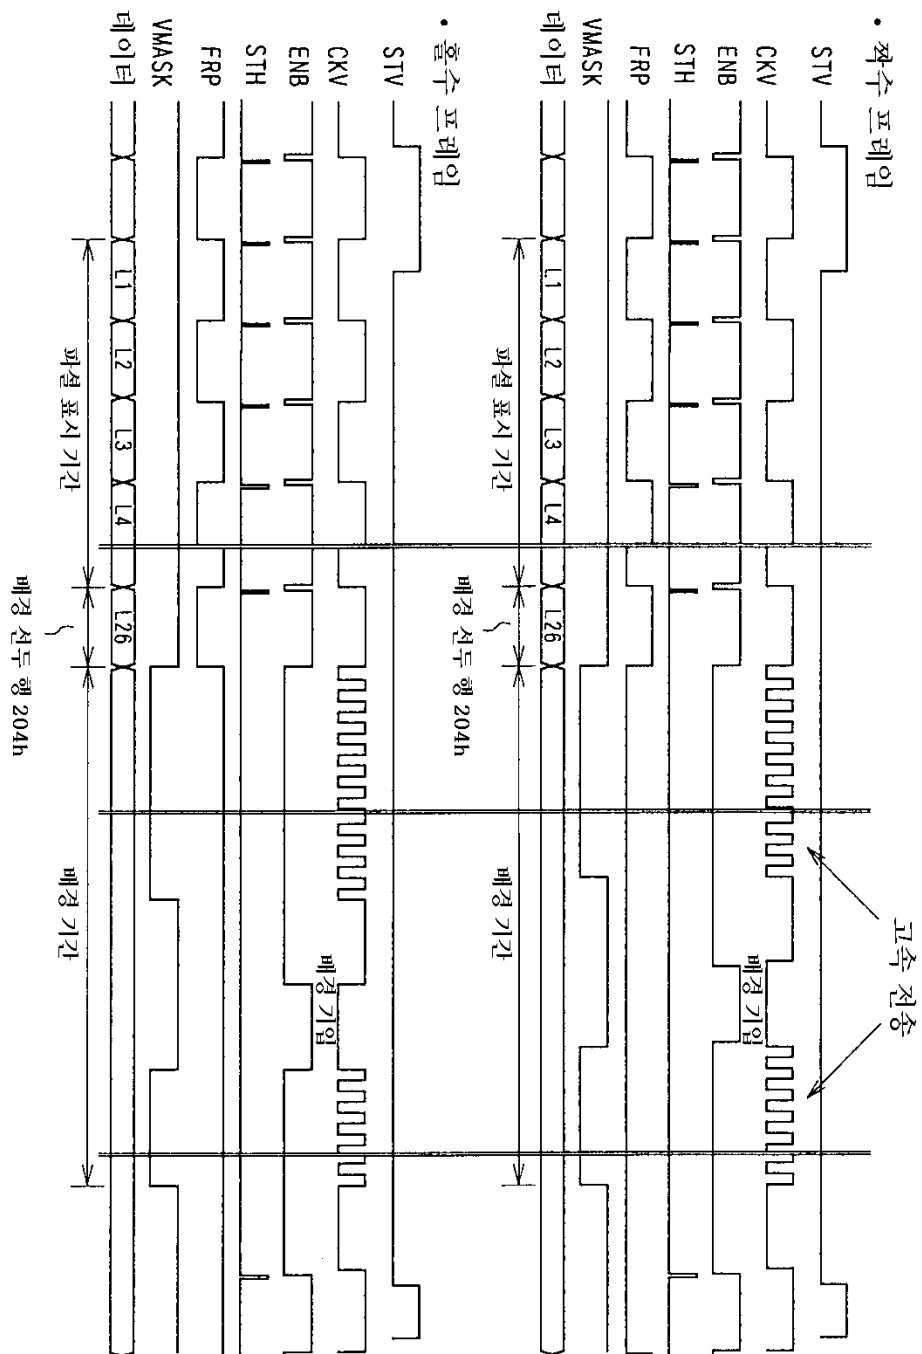 • 짝수 프레임
STV
CKV
고속 전송
배경 기입
ENB
STH
FRP
VMASK
데이터
L1
L2
L3
L4
L26
파셜 표시 기간
배경 선두 행 204h
배경 기간
• 홀수 프레임
STV
CKV
배경 기입
ENB
STH
FRP
VMASK
데이터
L1
L2
L3
L4
L26
파셜 표시 기간
배경 선두 행 204h
배경 기간